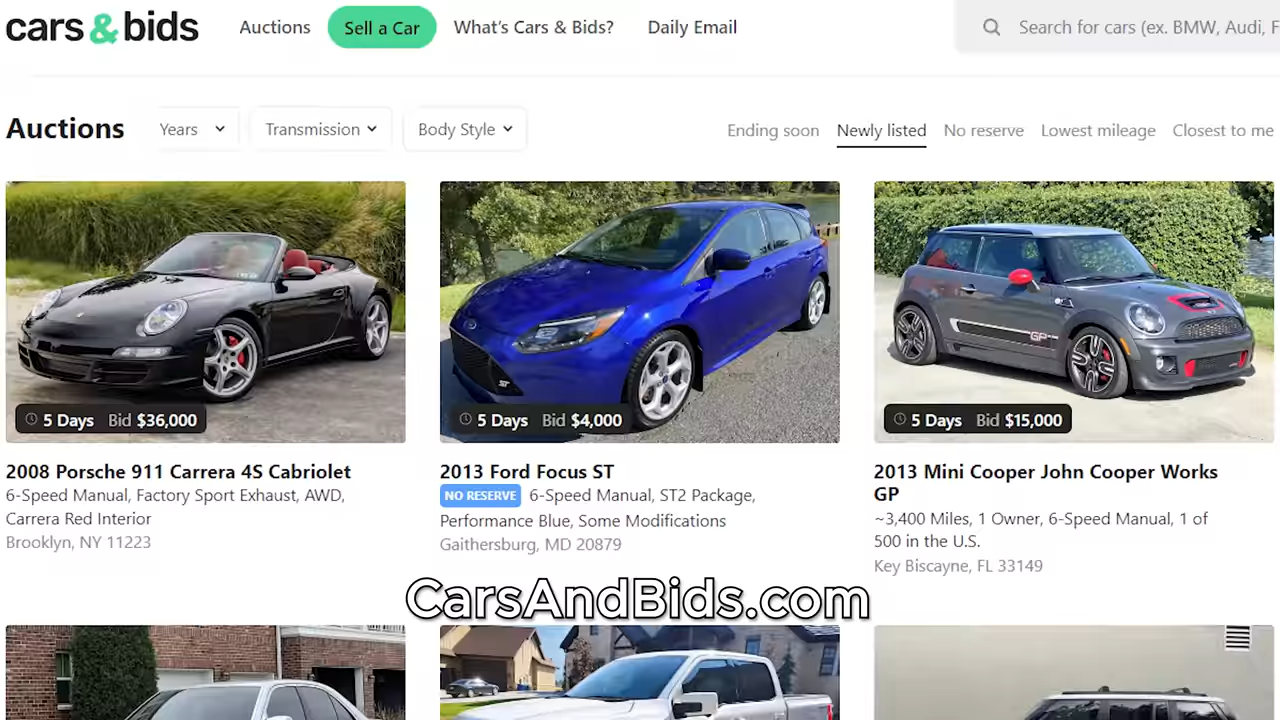 cars & bids
Auctions
Sell a Car
What's Cars & Bids?
Daily Email
Search for cars (ex. BMW, Audi, F
Auctions
Years
Transmission
Body Style
Ending soon
Newly listed
No reserve
Lowest mileage
Closest to me
5 Days Bid $36,000
2008 Porsche 911 Carrera 4S Cabriolet
6-Speed Manual, Factory Sport Exhaust, AWD,
Carrera Red Interior
Brooklyn, NY 11223
ST
5 Days Bid $4,000
2013 Ford Focus ST
NO RESERVE 6-Speed Manual, ST2 Package,
Performance Blue, Some Modifications
Gaithersburg, MD 20879
GP
5 Days Bid $15,000
2013 Mini Cooper John Cooper Works
GP
~3,400 Miles, 1 Owner, 6-Speed Manual, 1 of
500 in the U.S.
Key Biscayne, FL 33149
CarsAndBids.com